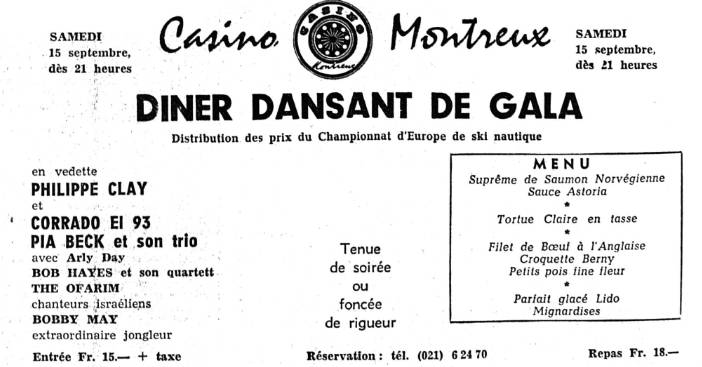 SAMEDI
15 septembre,
dès 21 heures
Casino
CASINO
Montreux
Montreux
SAMEDI
15 septembre,
dès 21 heures
DINER DANSANT DE GALA
Distribution des prix du Championnat d'Europe de ski nautique
en vedette
PHILIPPE CLAY
et
CORRADO El 93
PIA BECK et son trio
avec Arly Day
BOB HAYES et son quartett
THE OFARIM
chanteurs israéliens
BOBBY MAY
extraordinaire jongleur
Entrée Fr. 15.— + taxe
Tenue
de soirée
ou
foncée
de rigueur
Réservation : tél. (021) 6 24 70
MENU
Suprême de Saumon Norvégienne
Sauce Astoria
*
Tortue Claire en tasse
*
Filet de Bœuf à l'Anglaise
Croquette Berny
Petits pois fine fleur
*
Parfait glacé Lido
Mignardises
Repas Fr. 18.—